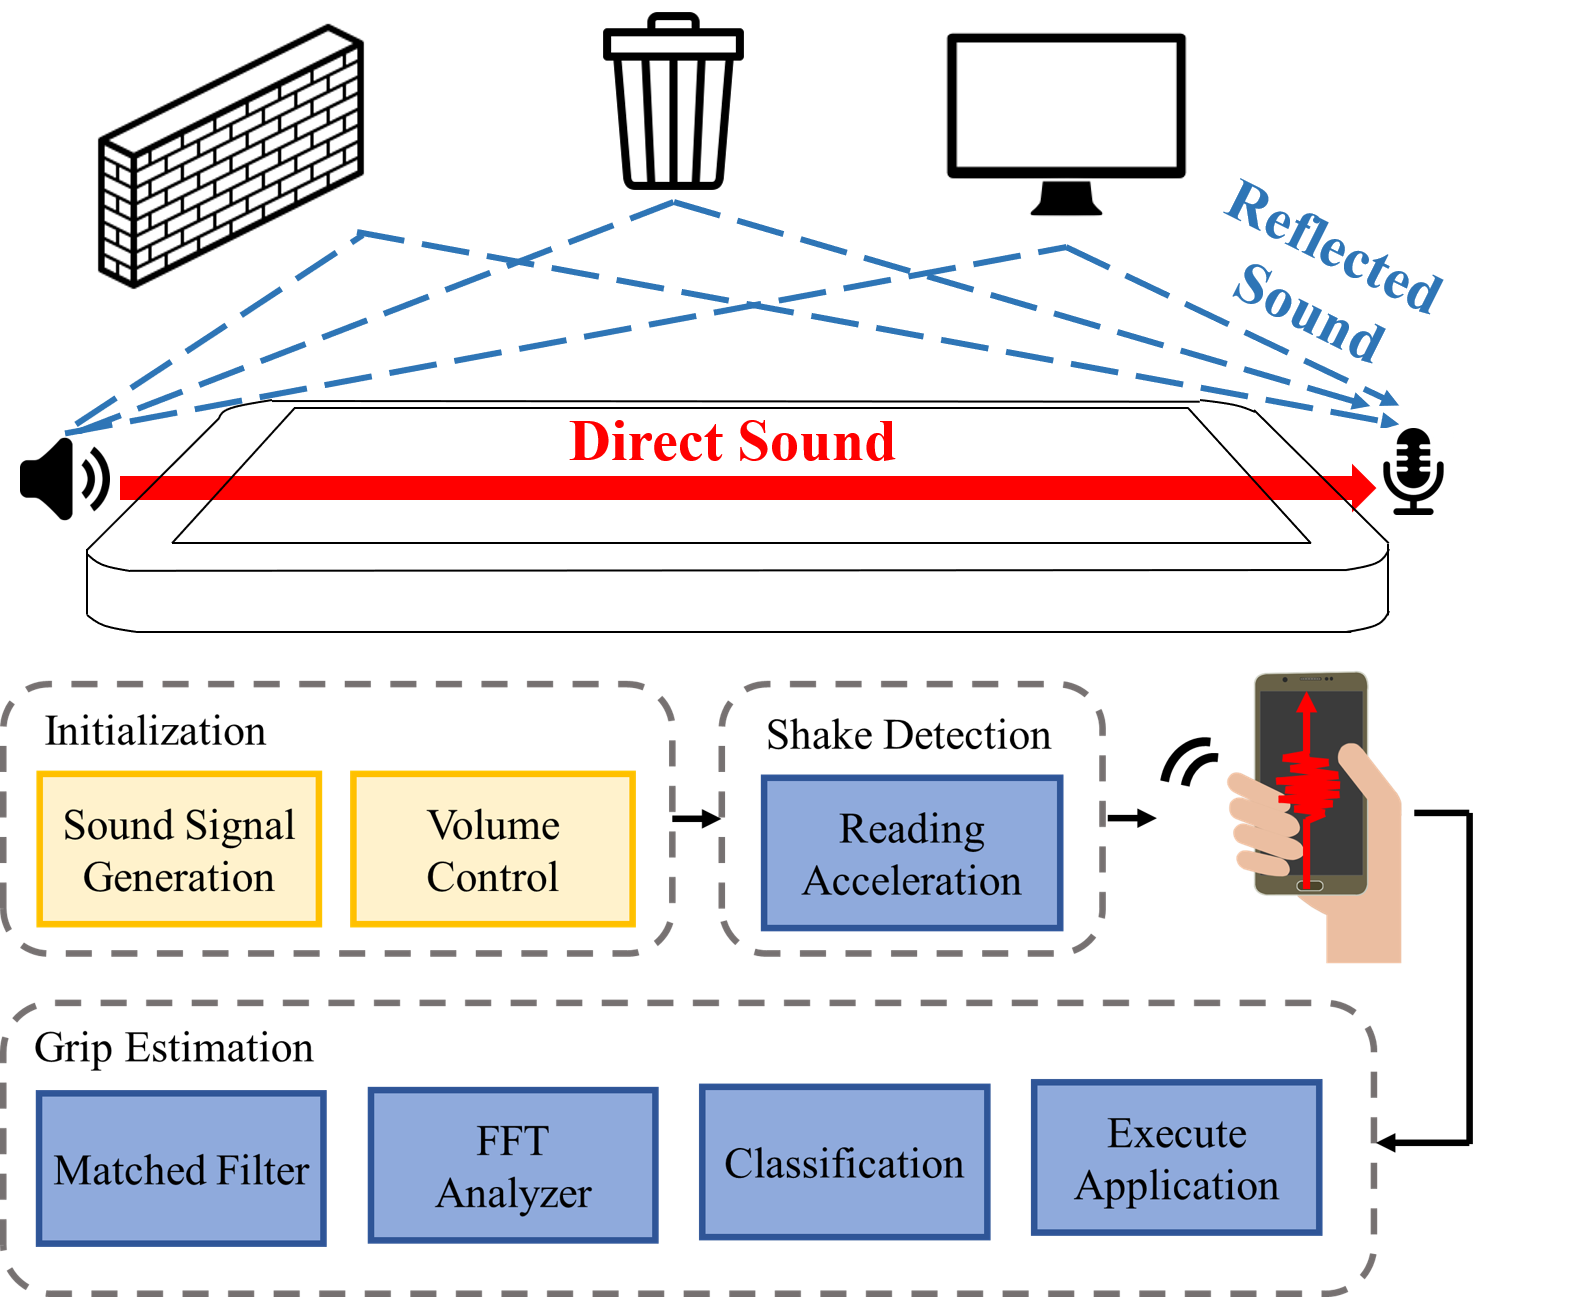 Reflected
Sound
Direct Sound
Initialization
Sound Signal
Generation
Volume
Control
Shake Detection
Reading
Acceleration
Grip Estimation
Matched Filter
FFT
Analyzer
Classification
Execute
Application